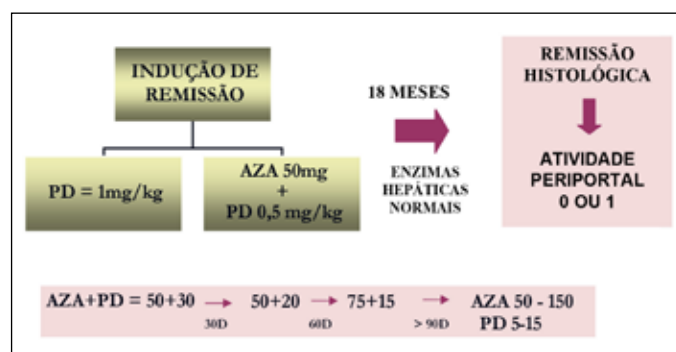 INDUÇÃO DE
REMISSÃO
PD = 1mg/kg
AZA 50mg
+
PD 0,5 mg/kg
18 MESES
ENZIMAS
HEPÁTICAS
NORMAIS
REMISSÃO
HISTOLÓGICA
ATIVIDADE
PERIPORTAL
0 OU 1
AZA+PD = 50+30 50+20 75+15 AZA 50 - 150
30D 60D > 90D PD 5-15